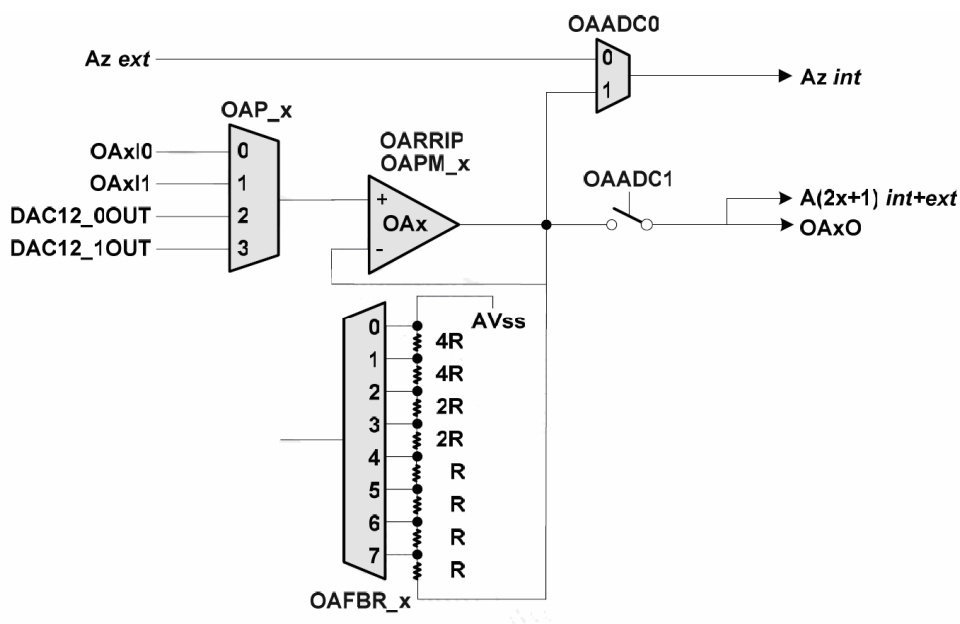 OAADC0
Az ext
0
1
Az int
OAP_x
OAxI0
OAxI1
DAC12_0OUT
DAC12_1OUT
0
1
2
3
OARRIP
OAPM_x
+
OAx
-
OAADC1
A(2x+1) int+ext
OAxO
AVss
0
1
2
3
4
5
6
7
4R
4R
2R
2R
R
R
R
R
OAFBR_x